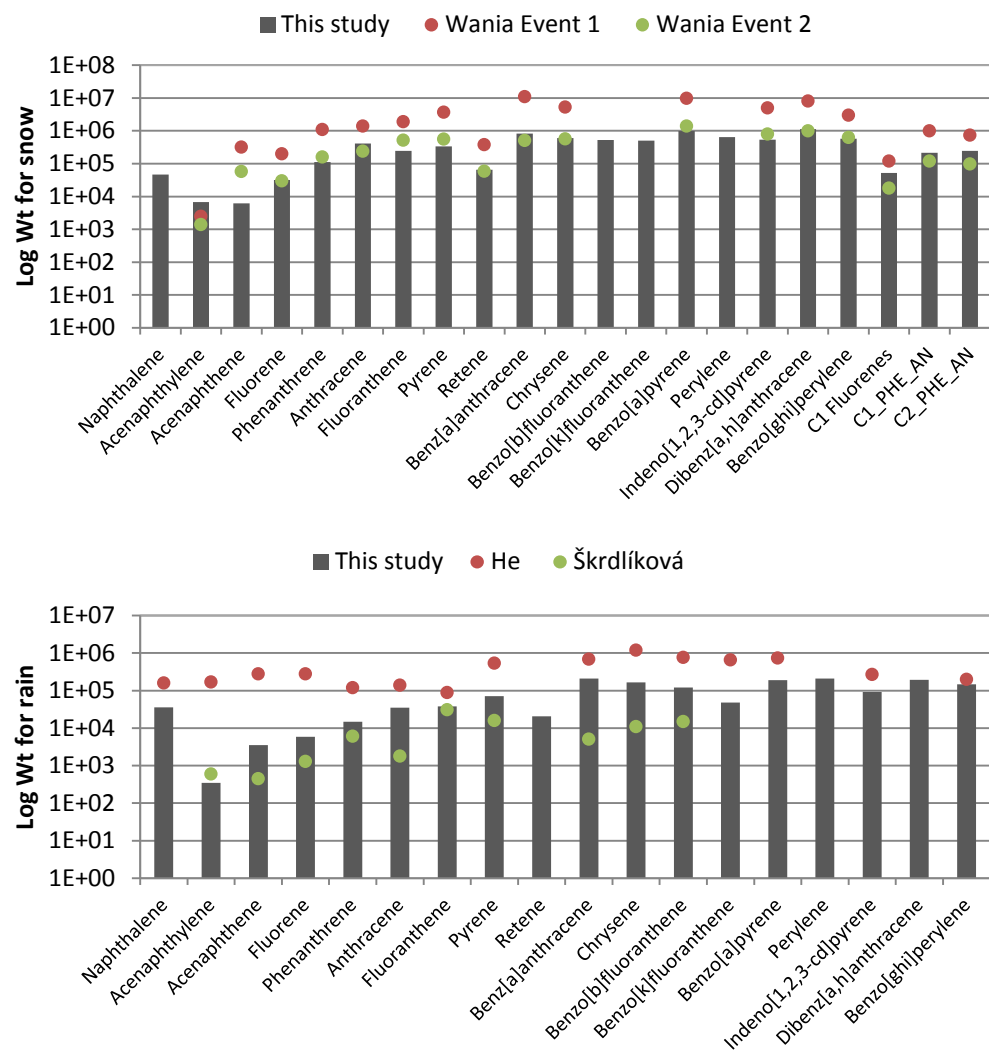 This study Wania Event 1 Wania Event 2
Log Wt for snow
1E+08
1E+07
1E+06
1E+05
1E+04
1E+03
1E+02
1E+01
1E+00
Naphthalene
Acenaphthylene
Acenaphthene
Fluorene
Phenanthrene
Anthracene
Fluoranthene
Pyrene
Retene
Benz[a]anthracene
Chrysene
Benzo[b]fluoranthene
Benzo[k]fluoranthene
Benzo[a]pyrene
Perylene
Indeno[1,2,3-cd]pyrene
Dibenz[a,h]anthracene
Benzo[ghi]perylene
C1 Fluorenes
C1_PHE_AN
C2_PHE_AN
This study He Škrdlíková
Log Wt for rain
1E+07
1E+06
1E+05
1E+04
1E+03
1E+02
1E+01
1E+00
Naphthalene
Acenaphthylene
Acenaphthene
Fluorene
Phenanthrene
Anthracene
Fluoranthene
Pyrene
Retene
Benz[a]anthracene
Chrysene
Benzo[b]fluoranthene
Benzo[k]fluoranthene
Benzo[a]pyrene
Perylene
Indeno[1,2,3-cd]pyrene
Dibenz[a,h]anthracene
Benzo[ghi]perylene